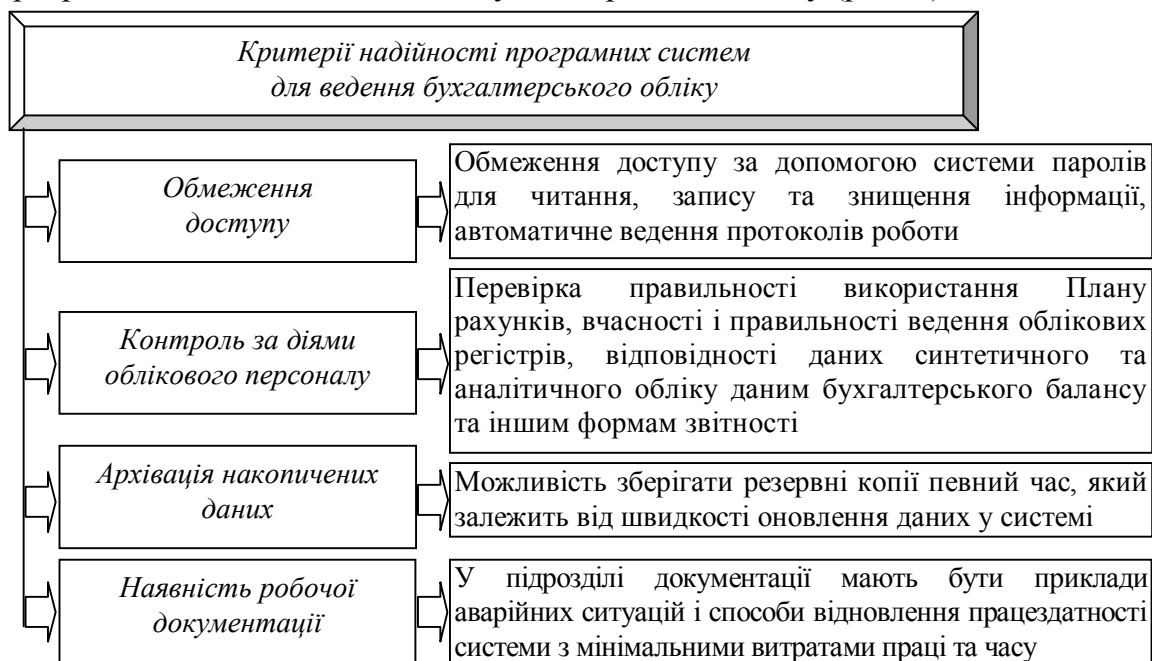 Критерії надійності програмних систем
для ведення бухгалтерського обліку
Обмеження
доступу
Обмеження доступу за допомогою системи паролів
для читання, запису та знищення інформації,
автоматичне ведення протоколів роботи
Контроль за діями
облікового персоналу
Перевірка правильності використання Плану
рахунків, вчасності і правильності ведення облікових
регістрів, відповідності даних синтетичного та
аналітичного обліку даним бухгалтерського балансу
та іншим формам звітності
Архівація накопичених
даних
Можливість зберігати резервні копії певний час, який
залежить від швидкості оновлення даних у системі
Наявність робочої
документації
У підрозділі документації мають бути приклади
аварійних ситуацій і способи відновлення працездатності
системи з мінімальними витратами праці та часу